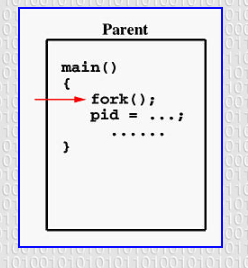 Parent
main()
{
fork();
pid = ...;
......
}